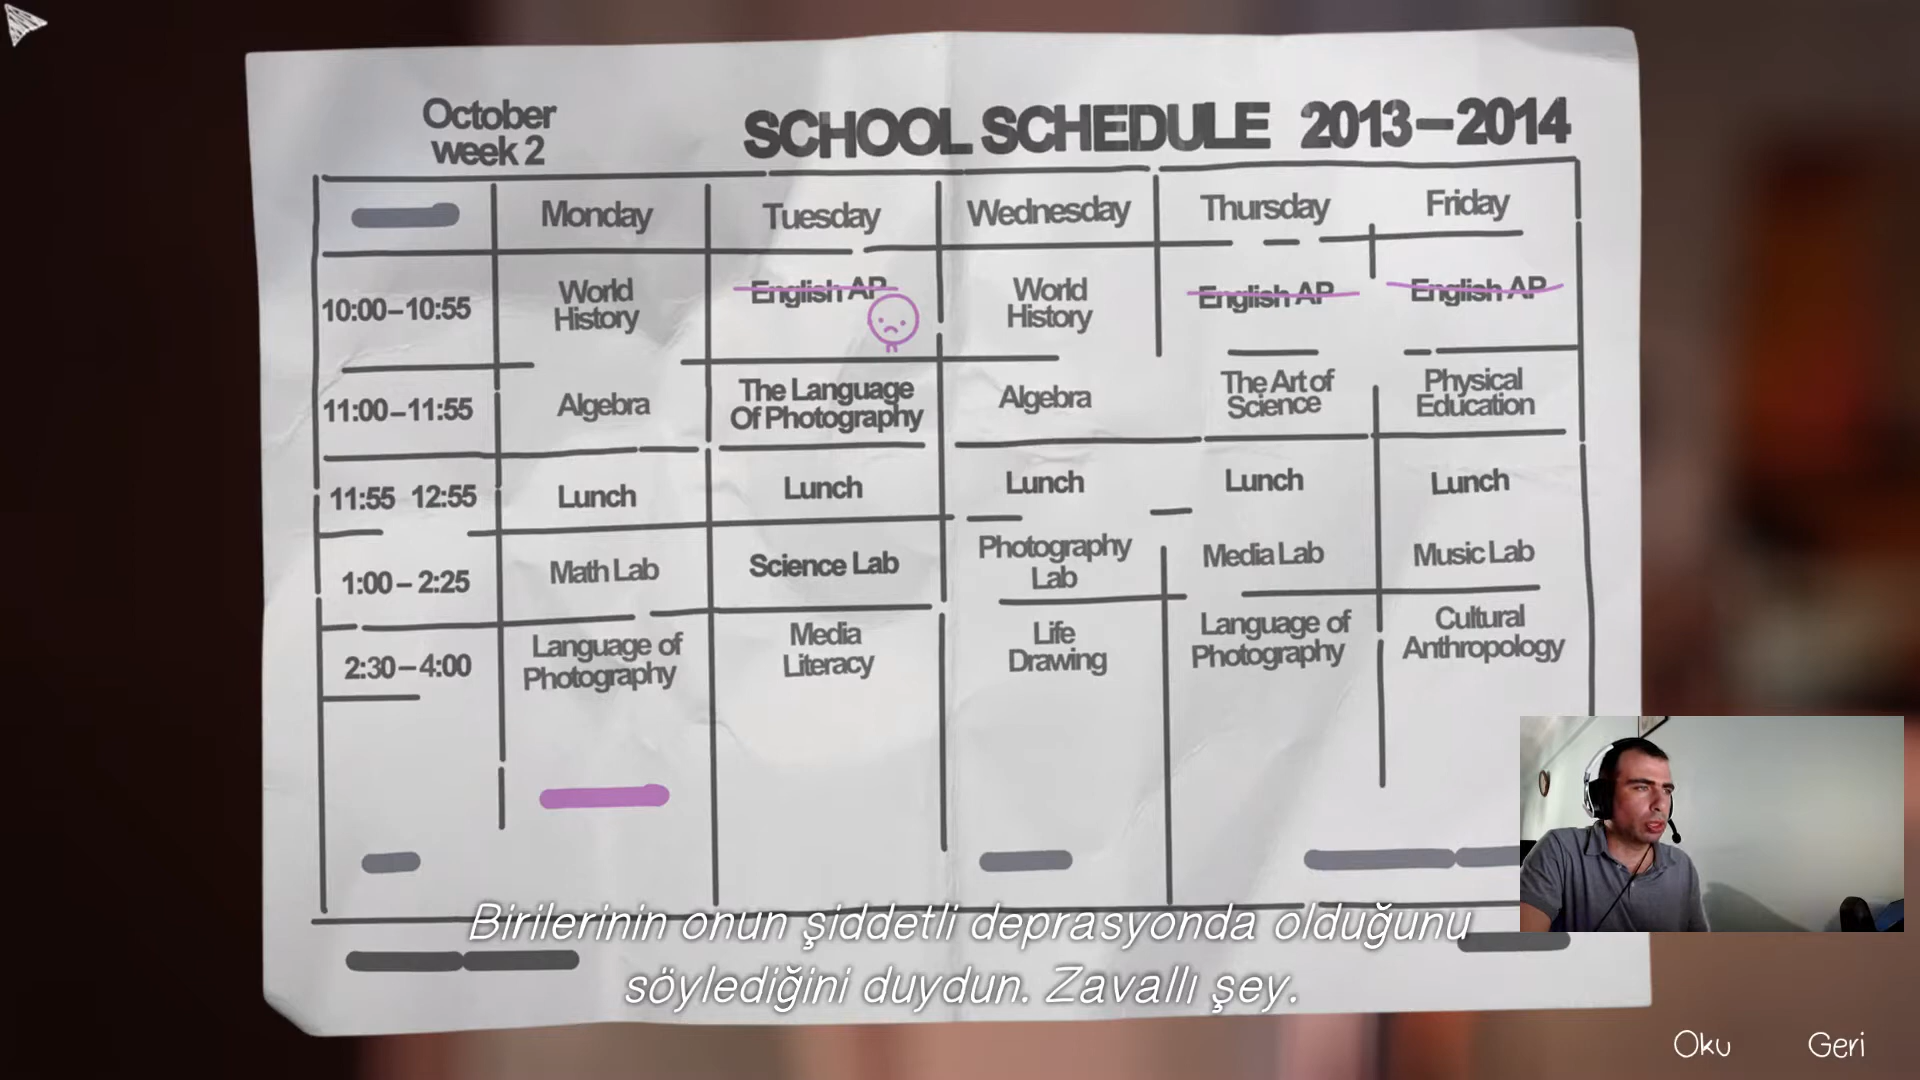 October
week 2
SCHOOL SCHEDULE 2013-2014
Monday
Tuesday
Wednesday
Thursday
Friday
10:00-10:55
World
History
English AP
World
History
English AP
English AP
11:00-11:55
Algebra
The Language
Of Photography
Algebra
The Art of
Science
Physical
Education
11:55 12:55
Lunch
Lunch
Lunch
Lunch
Lunch
1:00-2:25
Math Lab
Science Lab
Photography
Lab
Media Lab
Music Lab
2:30-4:00
Language of
Photography
Media
Literacy
Life
Drawing
Language of
Photography
Cultural
Anthropology
Birilerinin onun şiddetli deprasyonda olduğunu
söylediğini duydun. Zavallı şey.
Oku
Geri